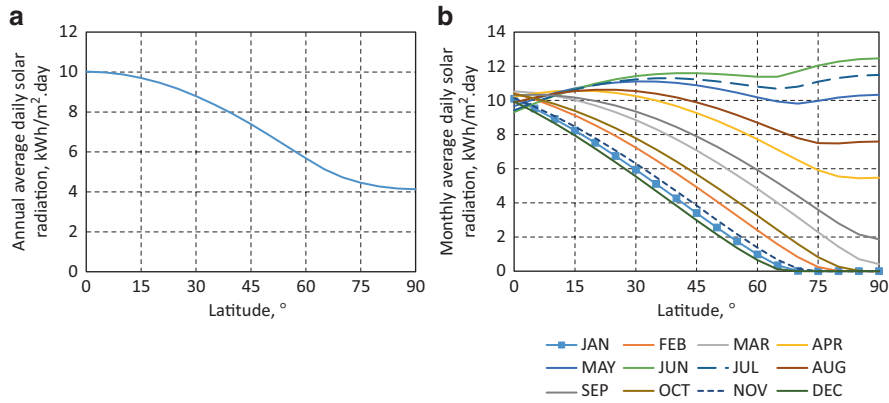 a
Annual average daily solar
radiation, kWh/m².day
12
10
8
6
4
2
0
0 15 30 45 60 75 90
Latitude, °
b
Monthly average daily solar
radiation, kWh/m².day
14
12
10
8
6
4
2
0
0 15 30 45 60 75 90
Latitude, °
JAN FEB MAR APR
MAY JUN JUL AUG
SEP OCT NOV DEC